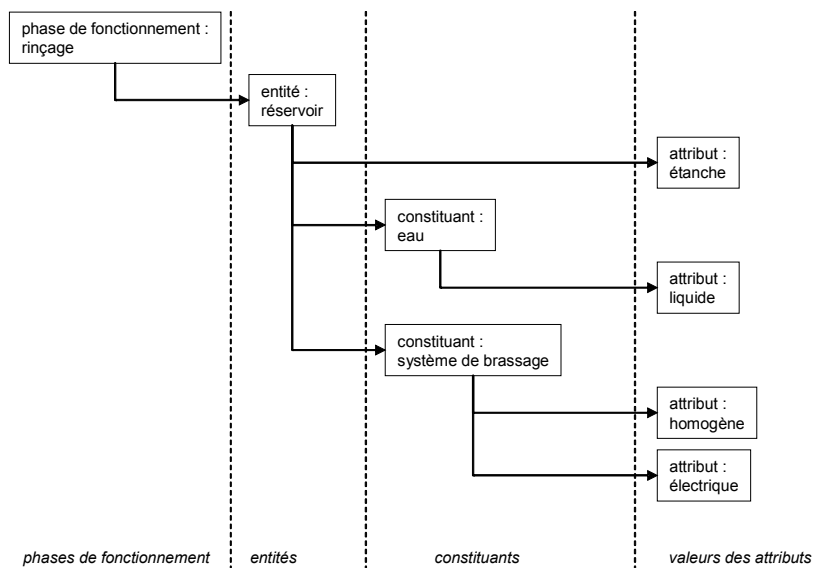 phase de fonctionnement :
rinçage
entité :
réservoir
attribut :
étanche
constituant :
eau
attribut :
liquide
constituant :
système de brassage
attribut :
homogène
attribut :
électrique
phases de fonctionnement
entités
constituants
valeurs des attributs